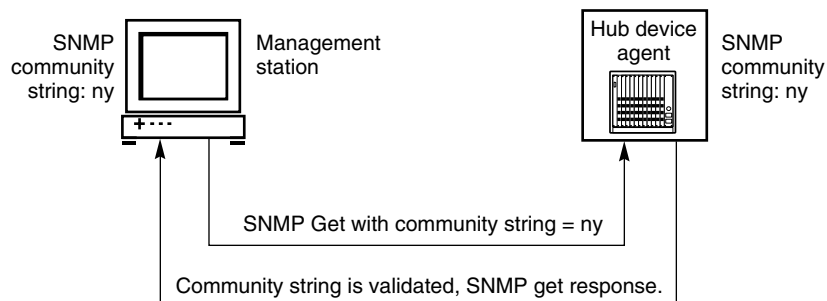 SNMP
community
string: ny
Management
station
Hub device
agent
SNMP
community
string: ny
SNMP Get with community string = ny
Community string is validated, SNMP get response.